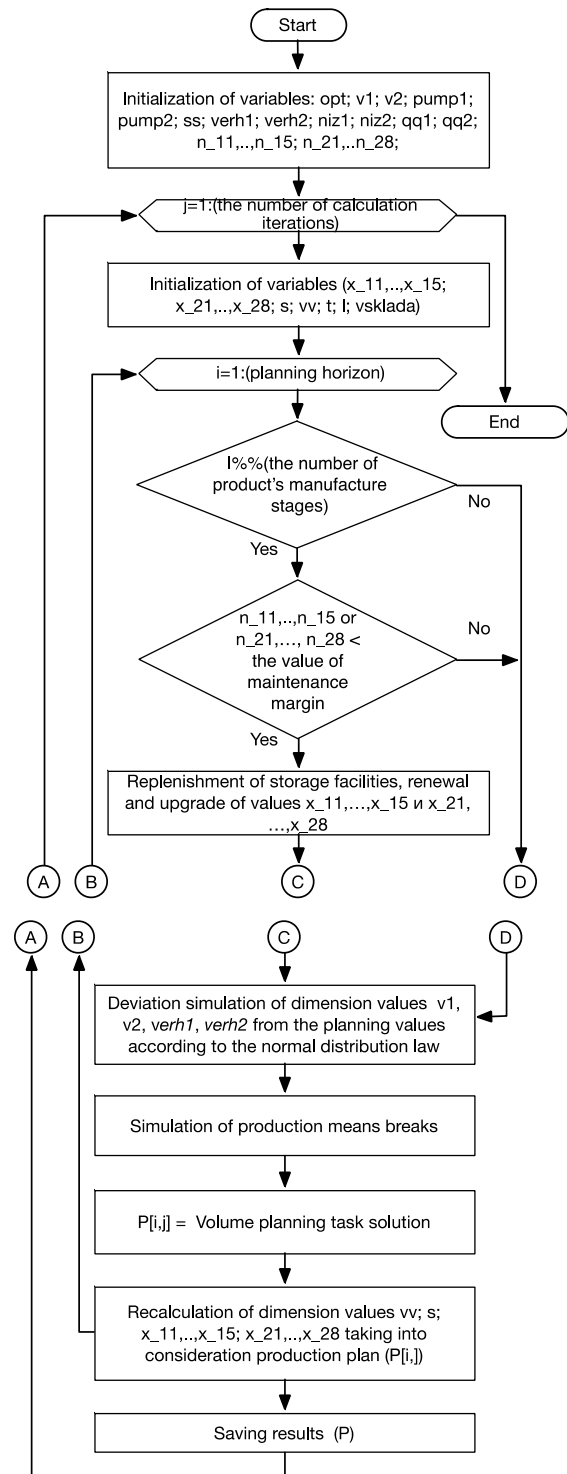 Start
Initialization of variables: opt; v1; v2; pump1;
pump2; ss; verh1; verh2; niz1; niz2; qq1; qq2;
n_11,..,n_15; n_21,..n_28;
j=1:(the number of calculation
iterations)
Initialization of variables (x_11,..,x_15;
x_21,..,x_28; s; vv; t; l; vsklada)
i=1:(planning horizon)
End
I%%(the number of
product's manufacture
stages)
No
Yes
n_11,..,n_15 or
n_21,…, n_28 <
the value of
maintenance
margin
No
Yes
Replenishment of storage facilities, renewal
and upgrade of values x_11,…,x_15 и x_21,
…,x_28
A
B
C
D
A
B
C
D
Deviation simulation of dimension values v1,
v2, verh1, verh2 from the planning values
according to the normal distribution law
Simulation of production means breaks
P[i,j] = Volume planning task solution
Recalculation of dimension values vv; s;
x_11,..,x_15; x_21,..,x_28 taking into
consideration production plan (P[i,])
Saving results (P)